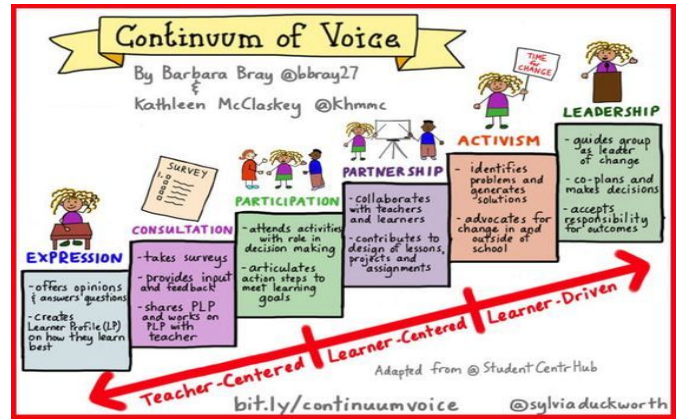 Continuum of Voice
By Barbara Bray @bbray27
&
Kathleen McClaskey @khmmc
EXPRESSION
- offers opinions
& answers questions
- creates
Learner Profile (LP)
on how they learn
best
SURVEY
CONSULTATION
- takes surveys
- provides input
and feedback
- shares PLP
and works on
PLP with
teacher
PARTICIPATION
- attends activities
with role in
decision making
- articulates
action steps to
meet learning
goals
PARTNERSHIP
- collaborates
with teachers
and learners
- contributes to
design of lessons,
projects and
assignments
TIME
for
CHANGE
ACTIVISM
- identifies
problems and
generates
solutions
- advocates for
change in and
outside of
school
LEADERSHIP
- guides group
as leader
of change
- co-plans and
makes decisions
- accepts
responsibility
for outcomes
Teacher-Centered
Learner-Centered
Learner-Driven
Adapted from @StudentCentrHub
bit.ly/continuumvoice
@sylviaduckworth